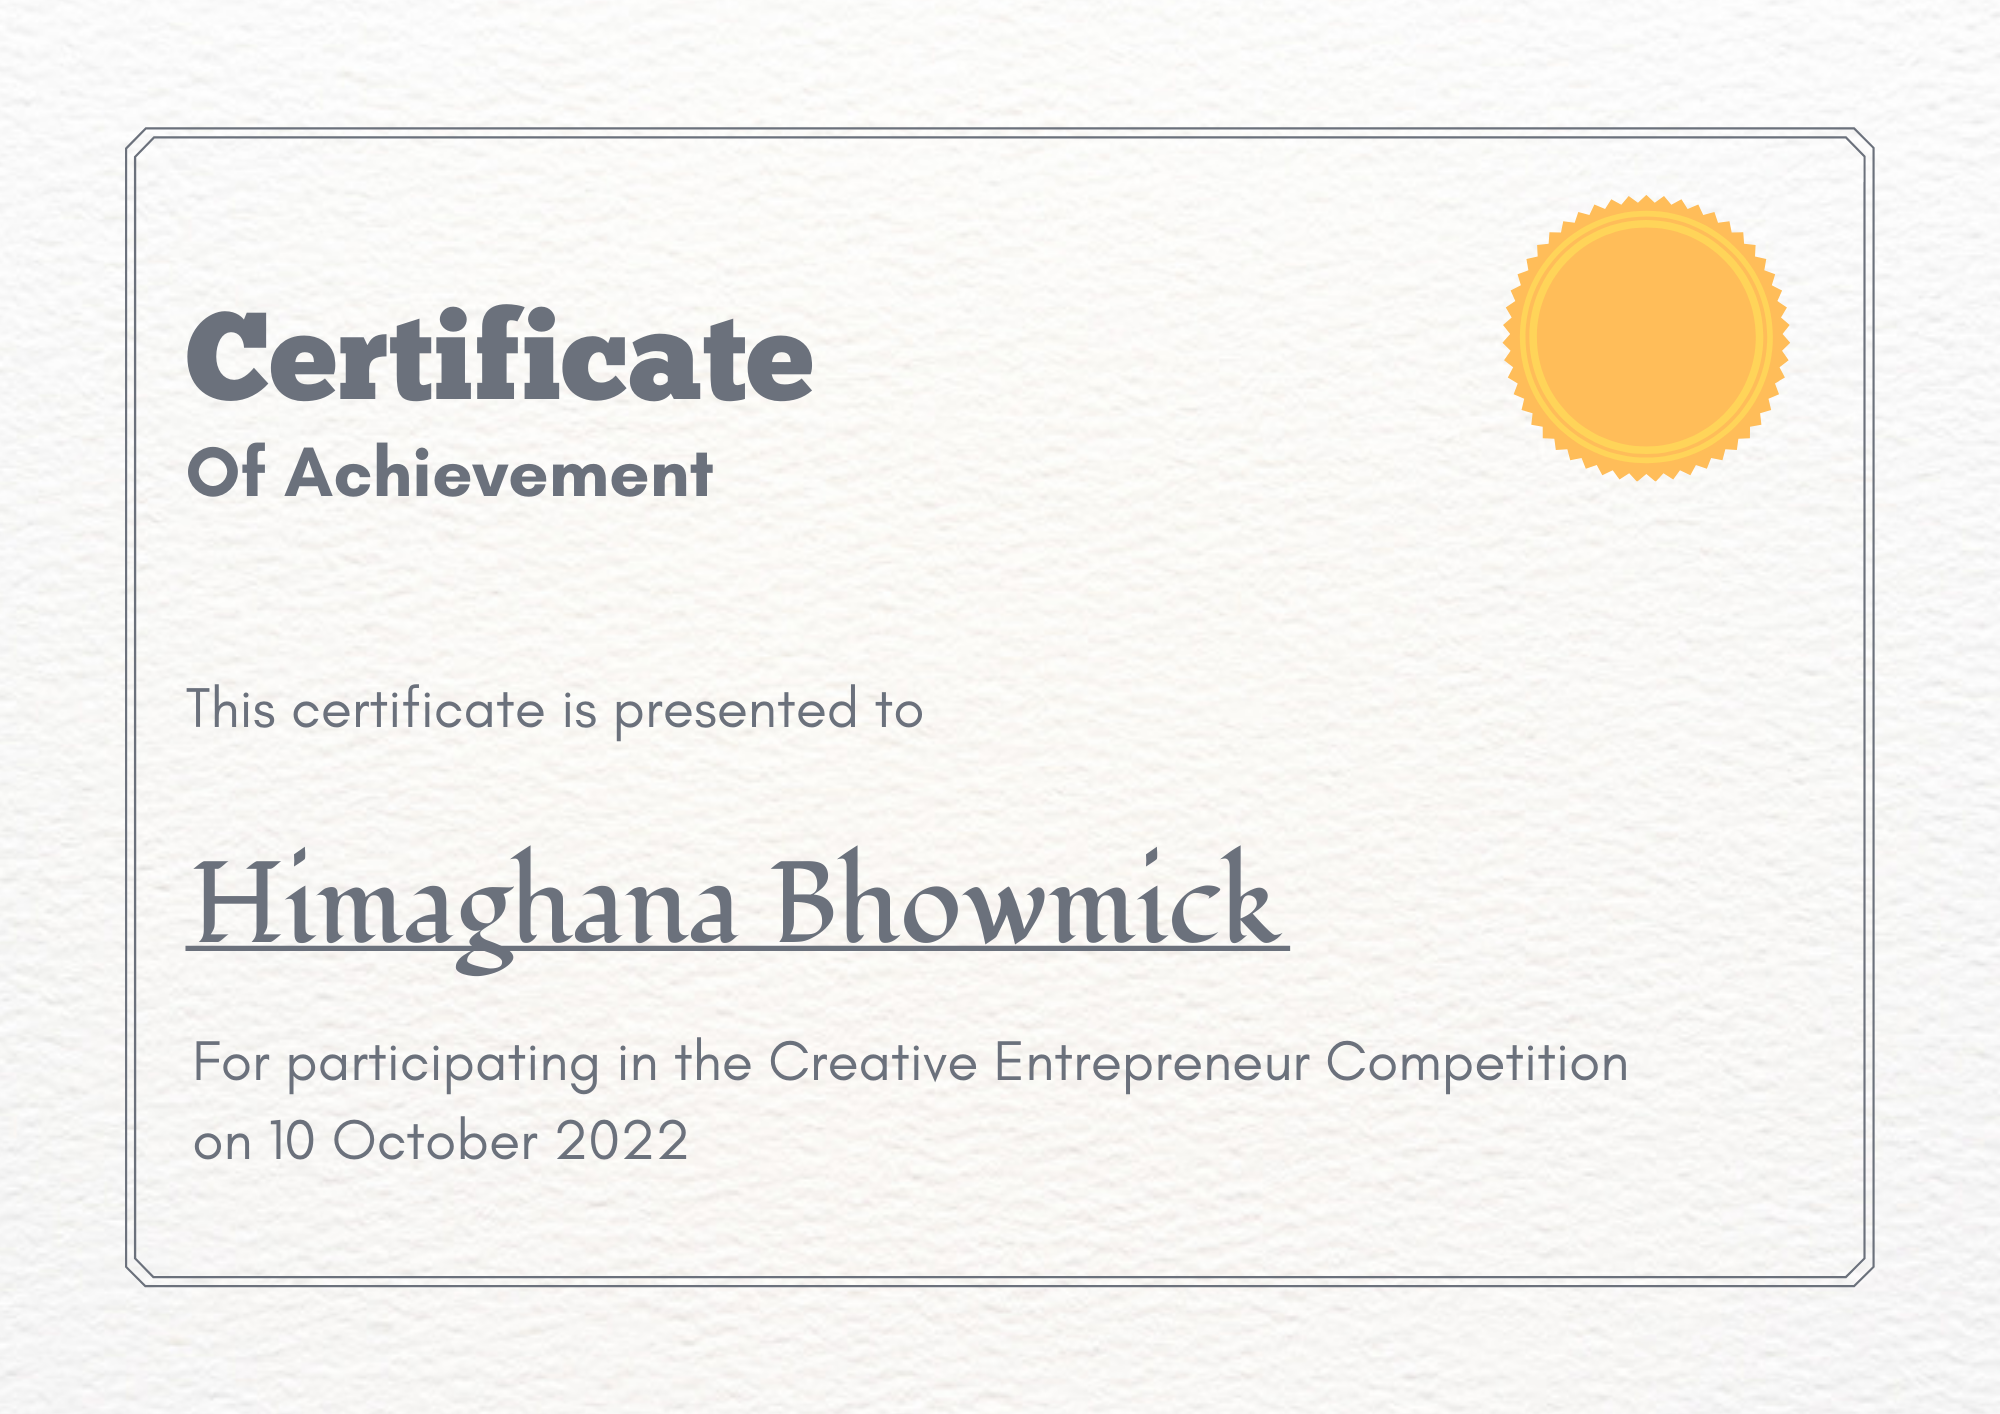 Certificate
Of Achievement
This certificate is presented to
Himaghana Bhowmick
For participating in the Creative Entrepreneur Competition
on 10 October 2022